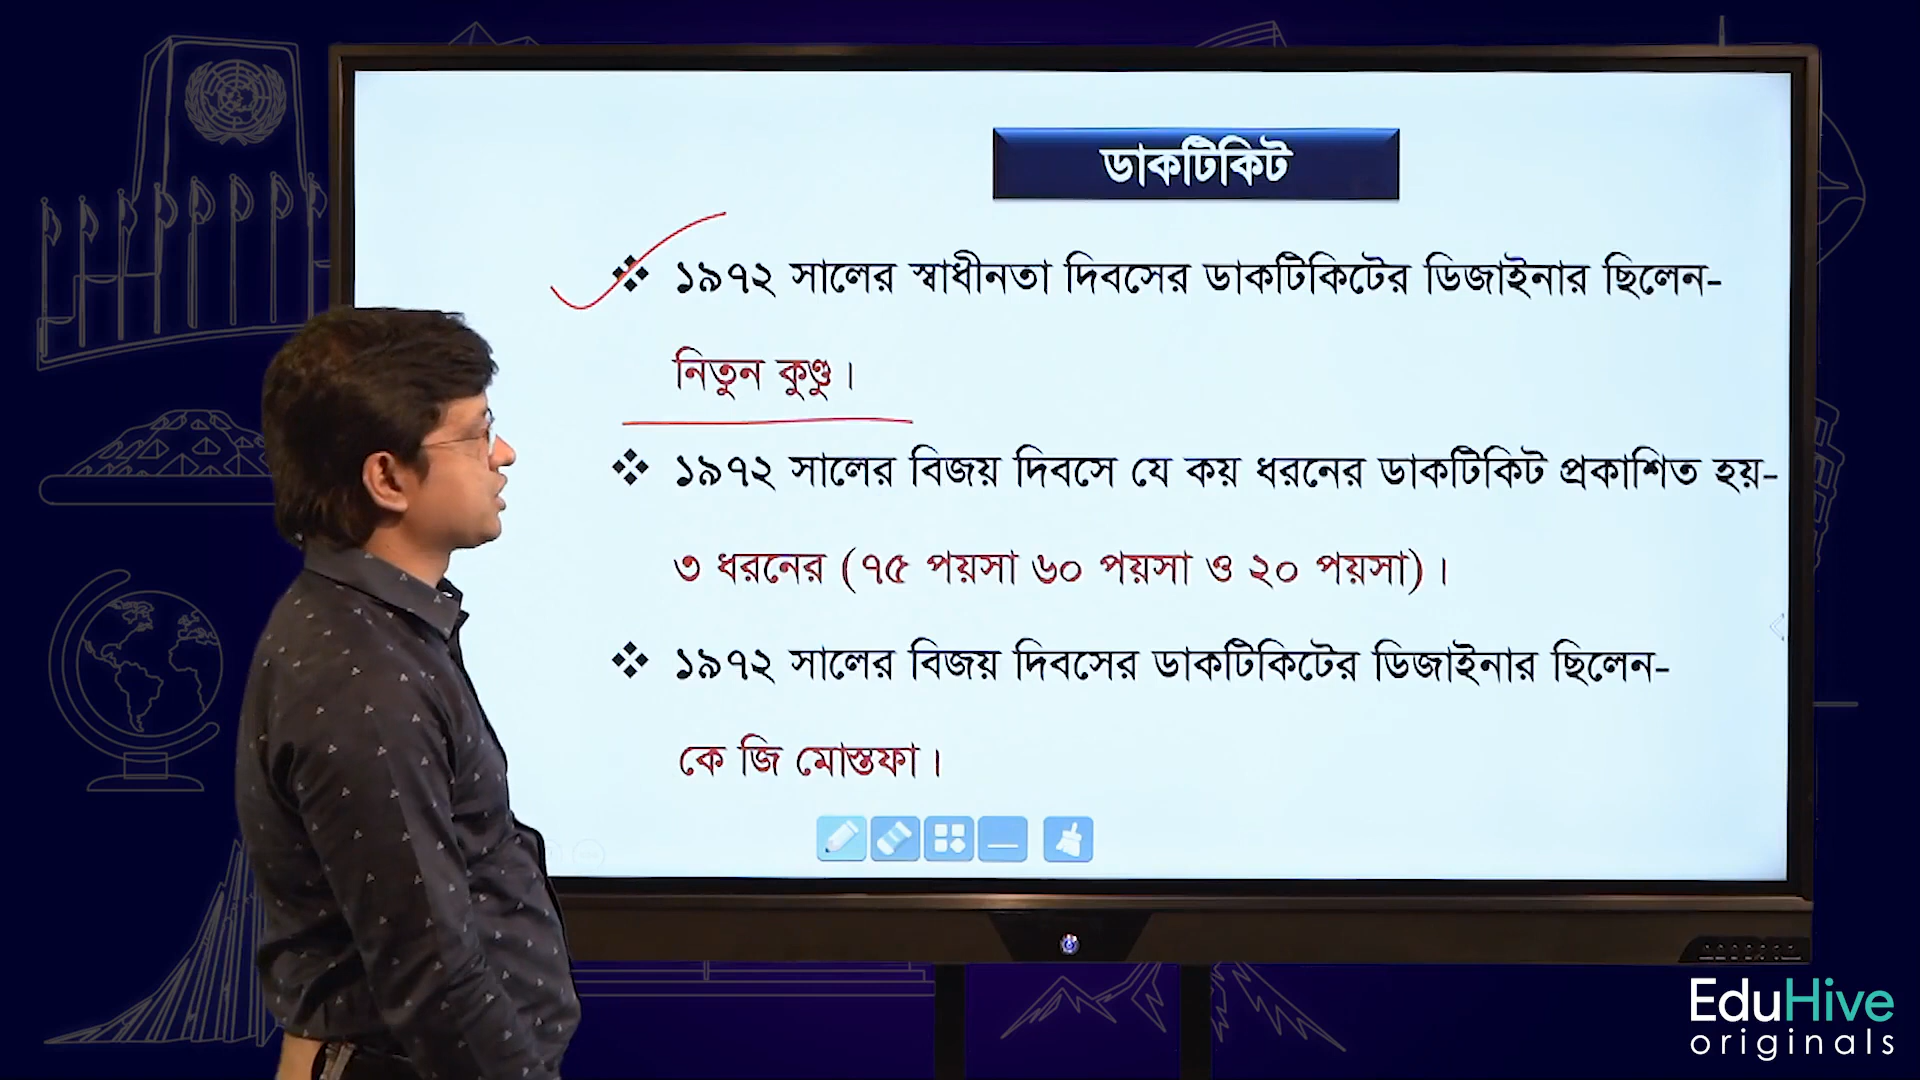 ডাকটিকিট
❖ ১৯৭২ সালের স্বাধীনতা দিবসের ডাকটিকিটের ডিজাইনার ছিলেন-
নিতুন কুণ্ডু।
❖ ১৯৭২ সালের বিজয় দিবসে যে কয় ধরনের ডাকটিকিট প্রকাশিত হয়-
৩ ধরনের (৭৫ পয়সা ৬০ পয়সা ও ২০ পয়সা)।
❖ ১৯৭২ সালের বিজয় দিবসের ডাকটিকিটের ডিজাইনার ছিলেন-
কে জি মোস্তফা।
EduHive
originals